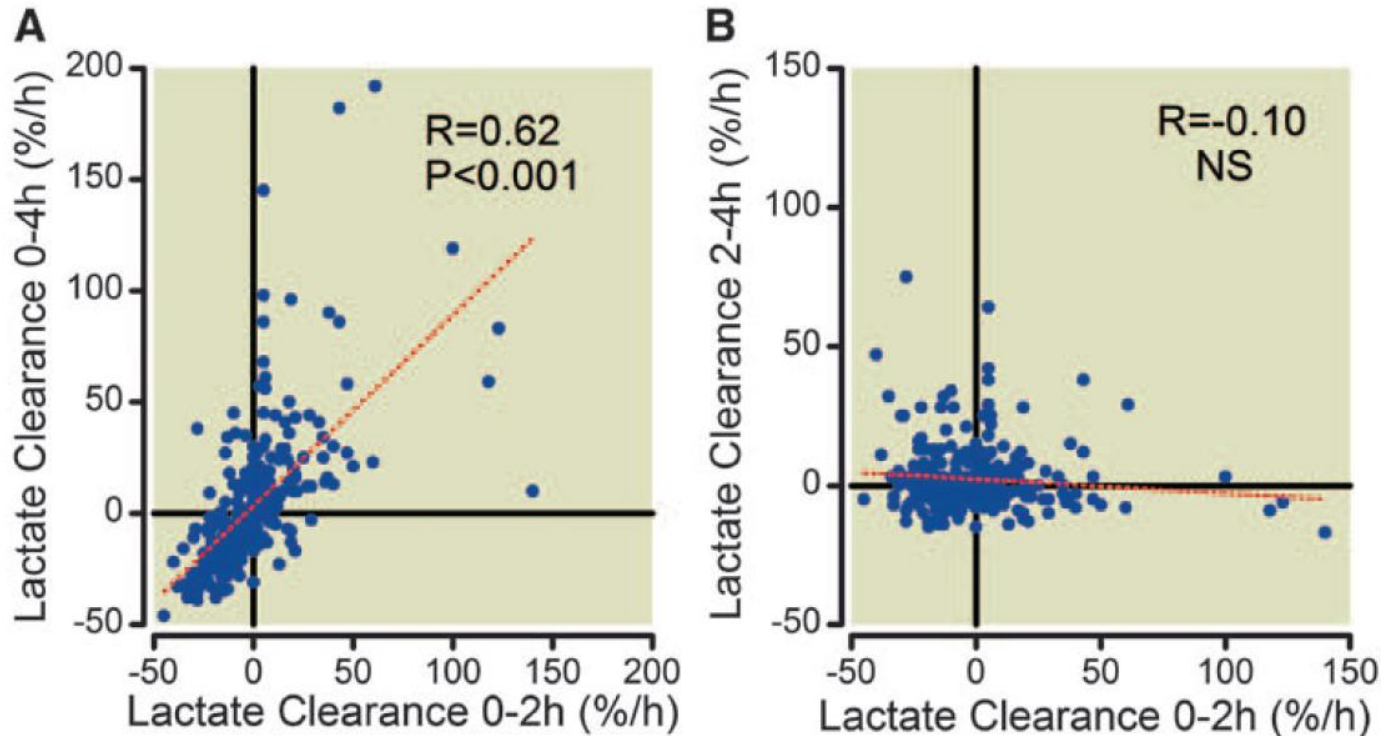 A
Lactate Clearance 0-4h (%/h)
200
150
100
50
0
-50
R=0.62
P<0.001
-50 0 50 100 150 200
Lactate Clearance 0-2h (%/h)
B
Lactate Clearance 2-4h (%/h)
150
100
50
0
-50
R=-0.10
NS
-50 0 50 100 150
Lactate Clearance 0-2h (%/h)